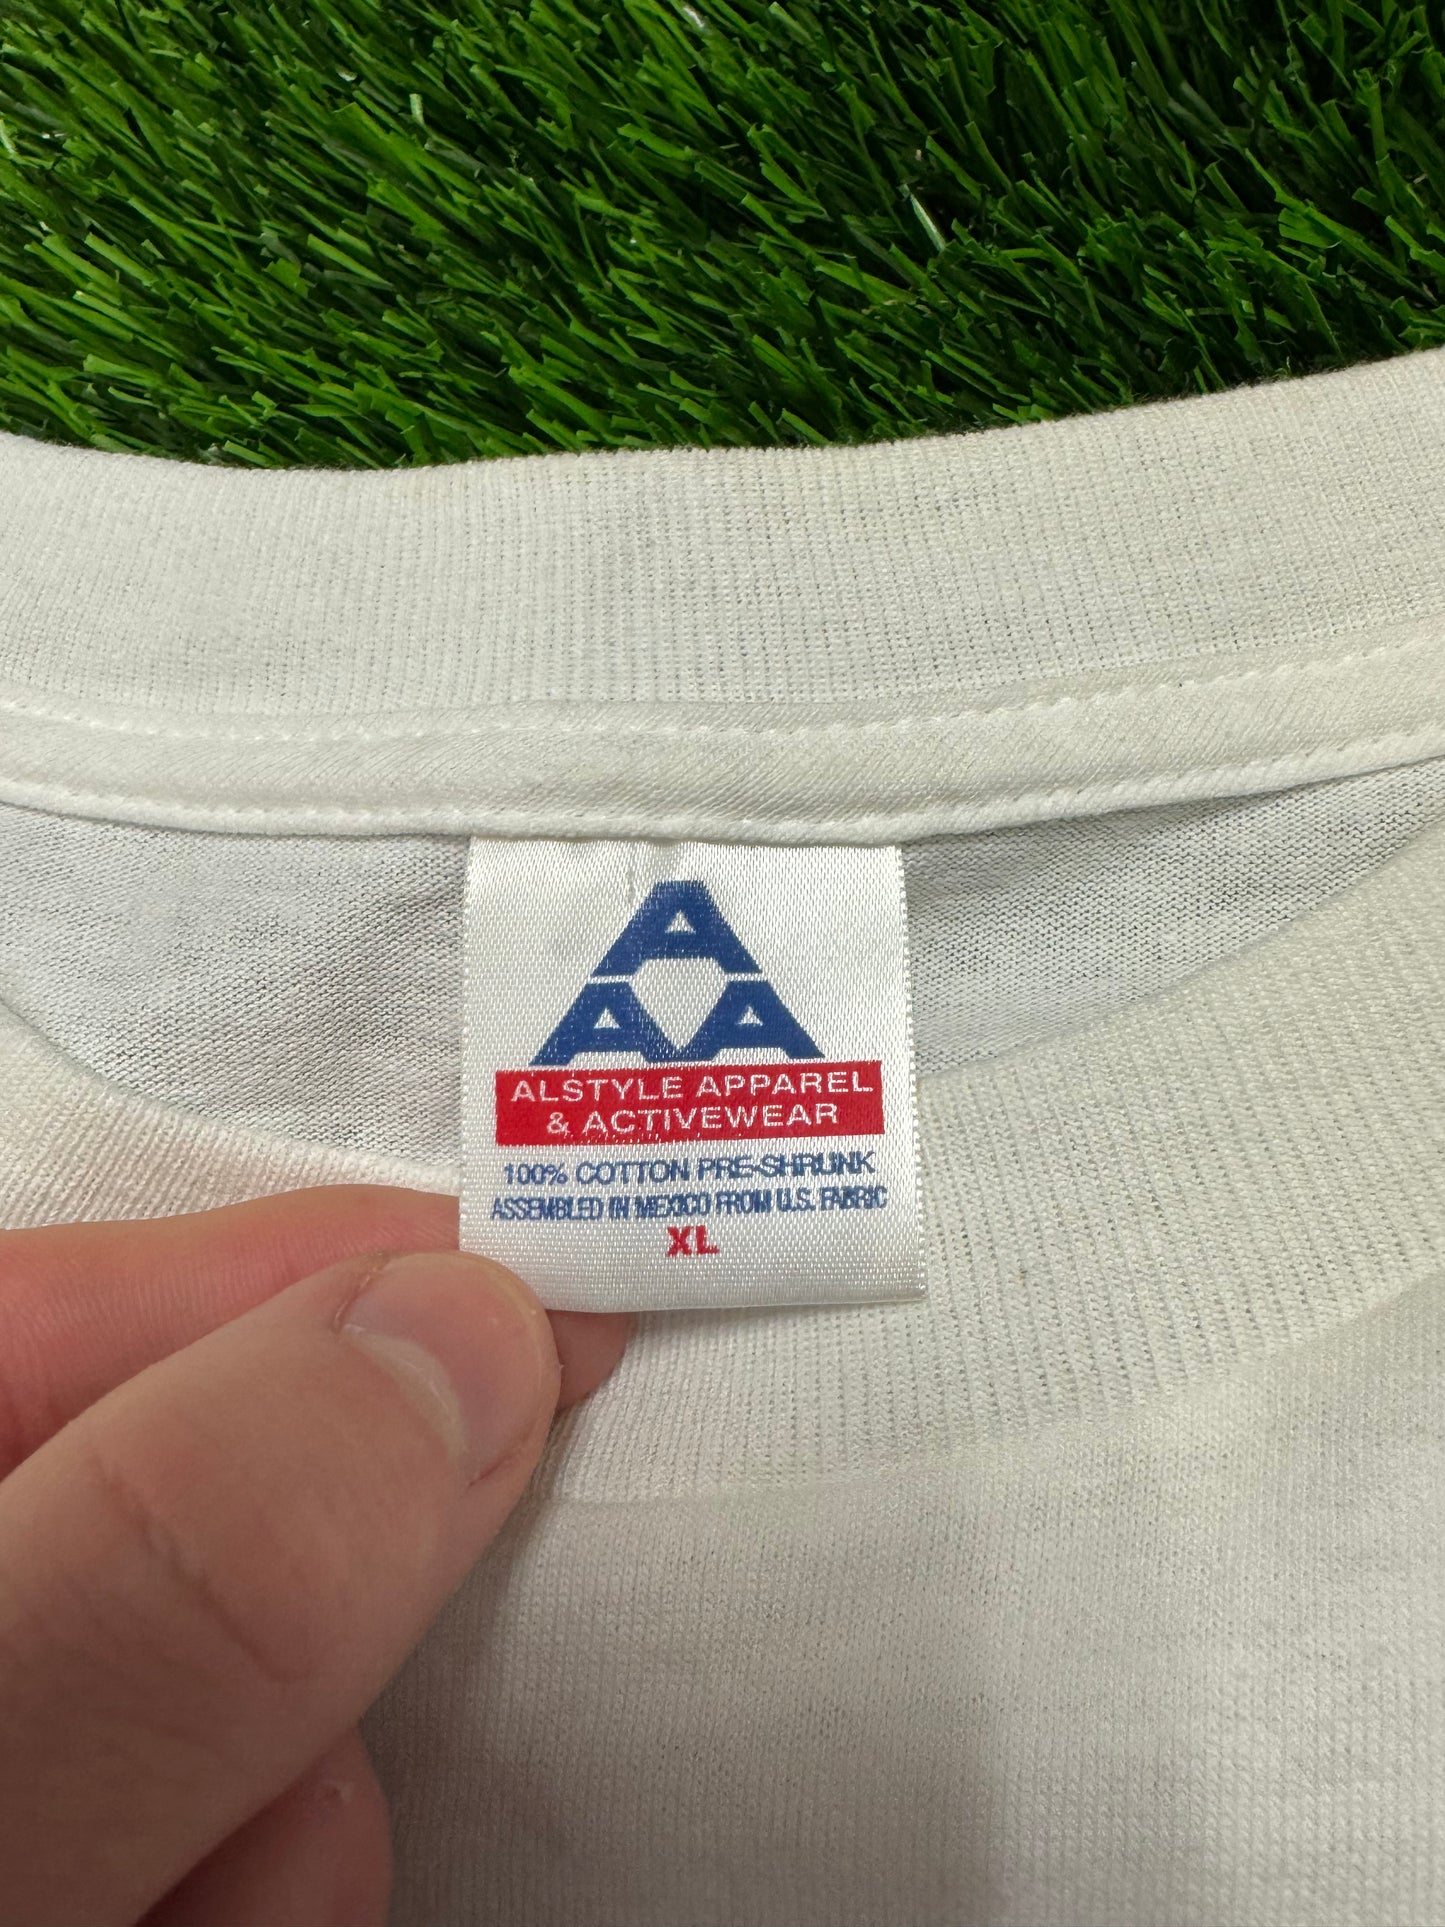 A
A A
ALSTYLE APPAREL
& ACTIVEWEAR
100% COTTON PRE-SHRUNK
ASSEMBLED IN MEXICO FROM U.S. FABRIC
XL